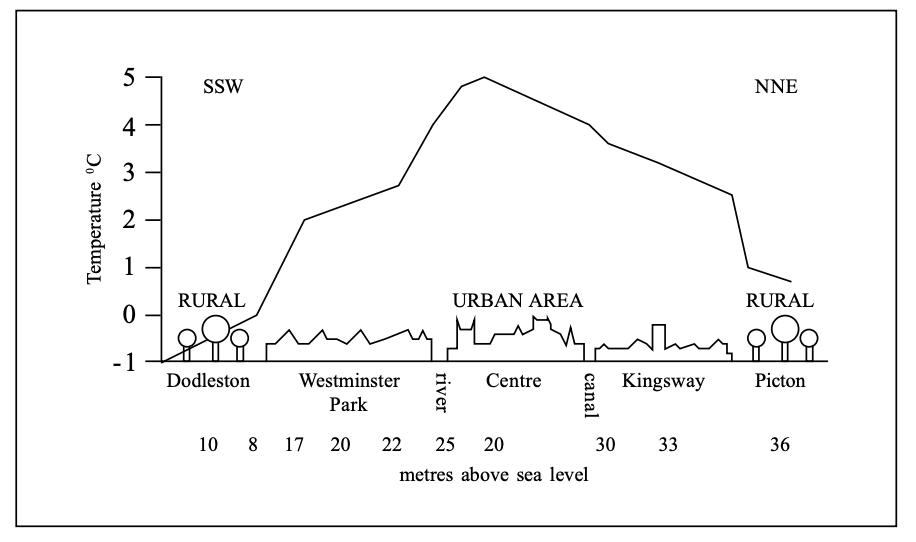 SSW
NNE
Temperature ⁰C
5
4
3
2
1
0
-1
RURAL
URBAN AREA
RURAL
Dodleston
Westminster
Park
river
Centre
canal
Kingsway
Picton
10 8 17 20 22 25 20 30 33 36
metres above sea level